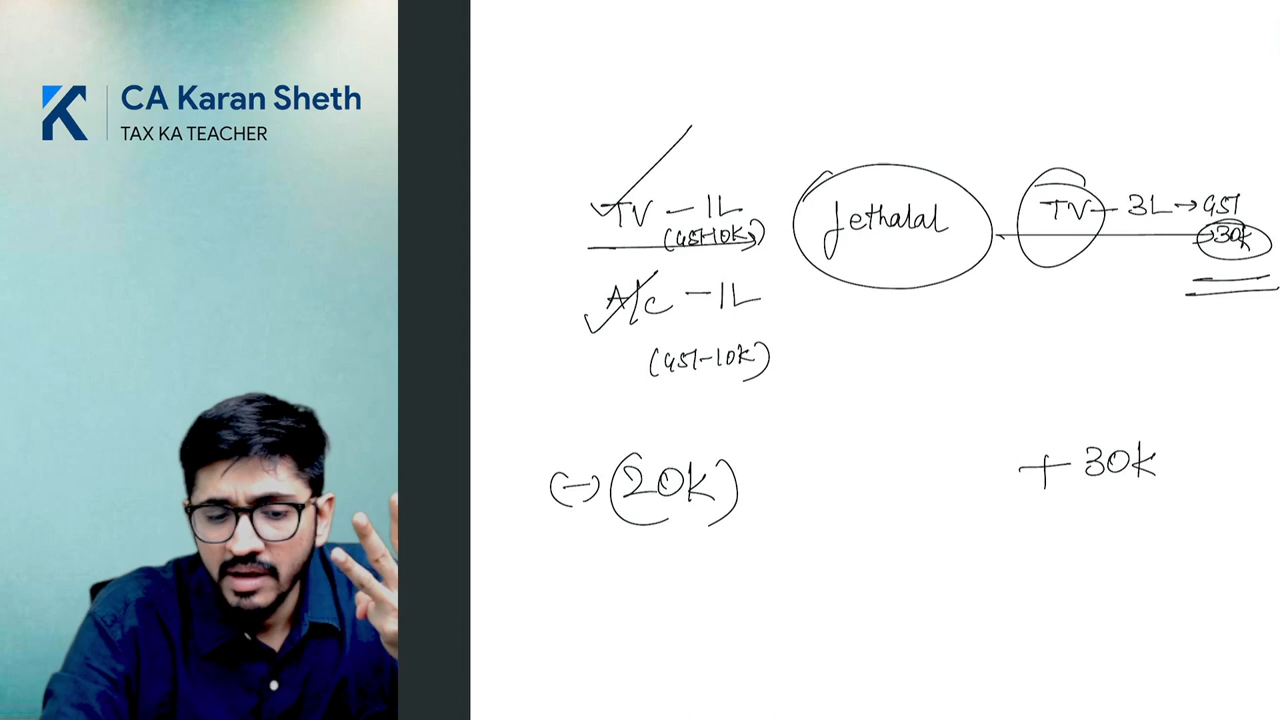 CA Karan Sheth
TAX KA TEACHER
TV - 1L
(GST-10K)
A/C - 1L
(GST-10K)
Jethalal
TV - 3L → GST
→ 30K
(-) (20K)
+ 30K